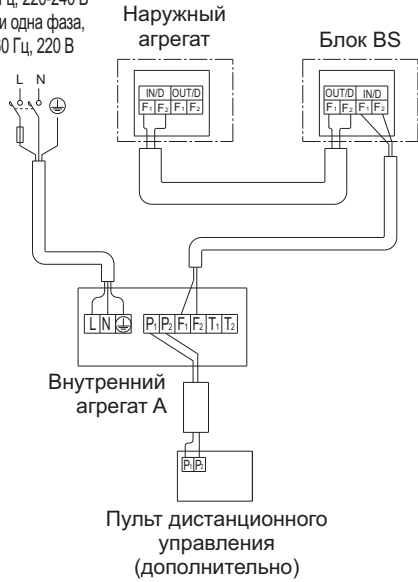 Гц, 220-240 В
и одна фаза,
60 Гц, 220 В
Наружный
агрегат
Блок BS
L N
IN/D OUT/D
F1 F2 F1 F2
OUT/D IN/D
F1 F2 F1 F2
L N
P1 P2 F1 F2 T1 T2
Внутренний
агрегат A
P1 P2
Пульт дистанционного
управления
(дополнительно)